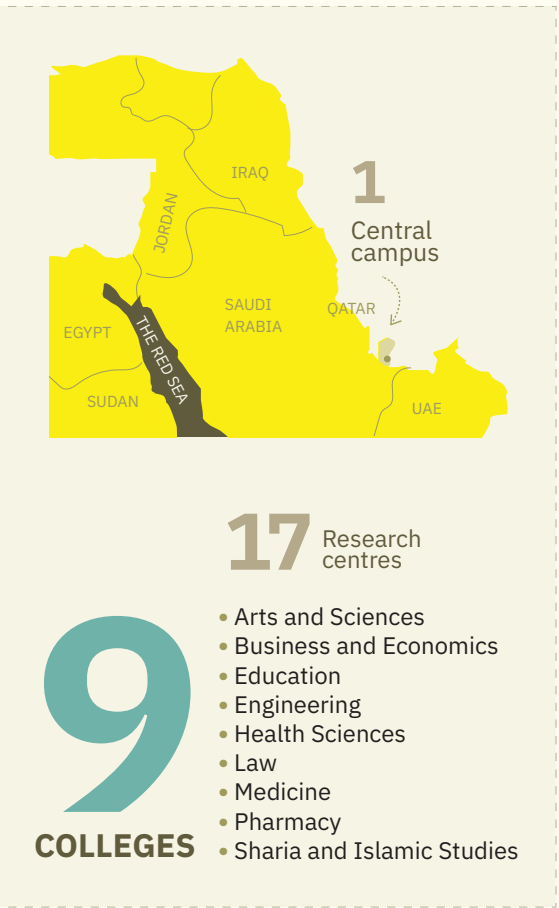 IRAQ
JORDAN
1
Central
campus
QATAR
SAUDI
ARABIA
EGYPT
THE RED SEA
SUDAN
UAE
17
Research
centres
9
COLLEGES
• Arts and Sciences
• Business and Economics
• Education
• Engineering
• Health Sciences
• Law
• Medicine
• Pharmacy
• Sharia and Islamic Studies